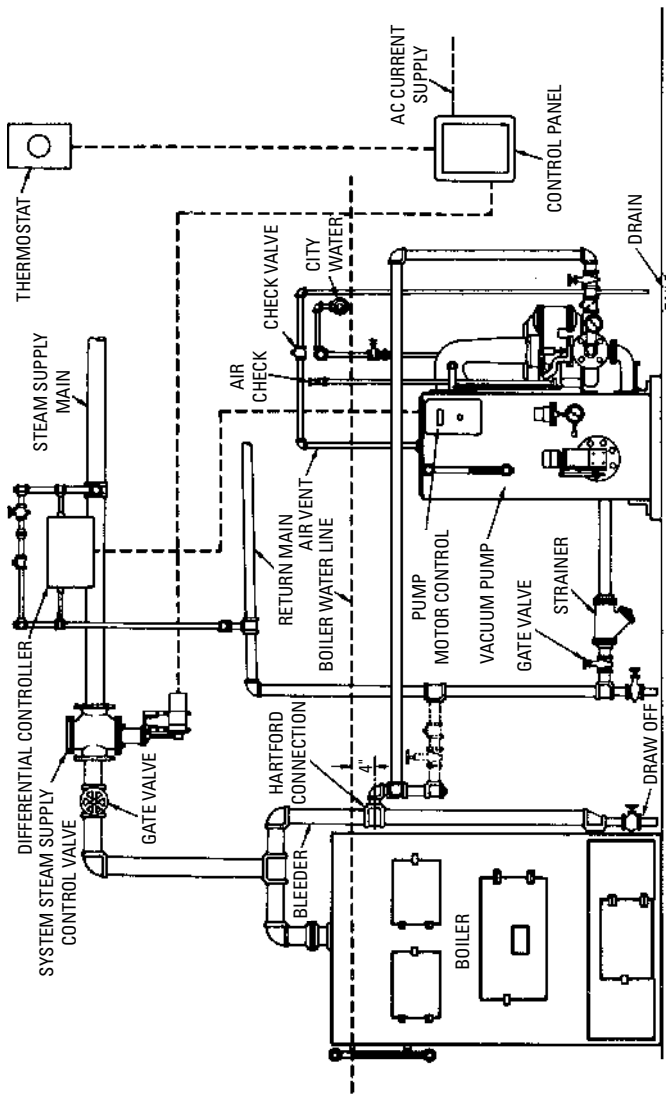 THERMOSTAT
AC CURRENT
SUPPLY
CONTROL PANEL
STEAM SUPPLY
MAIN
DIFFERENTIAL CONTROLLER
SYSTEM STEAM SUPPLY
CONTROL VALVE
GATE VALVE
CHECK VALVE
CITY
WATER
AIR
CHECK
AIR VENT
RETURN MAIN
BOILER WATER LINE
HARTFORD
CONNECTION
4"
BLEEDER
BOILER
PUMP
MOTOR CONTROL
VACUUM PUMP
GATE VALVE
STRAINER
DRAW OFF
DRAIN